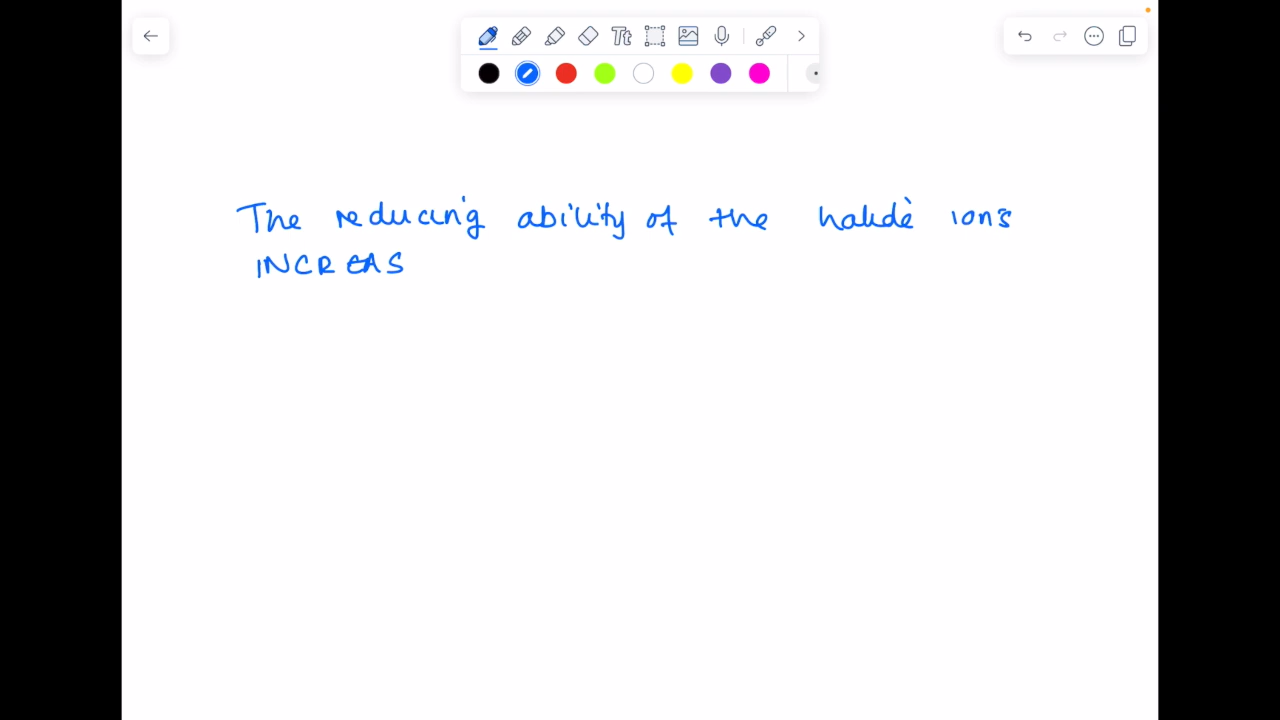 The reducing ability of the halide ions
INCREAS